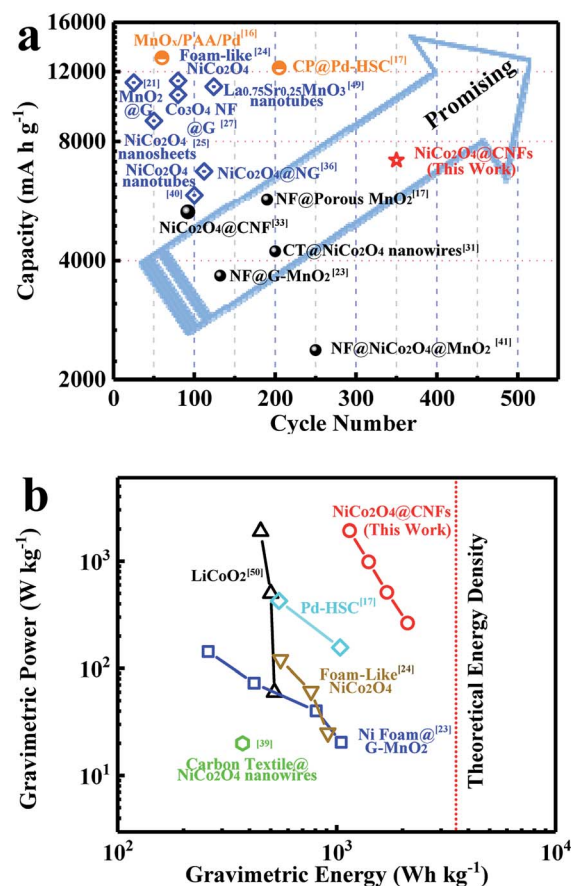 a
16000
12000
8000
4000
2000
Capacity (mA h g⁻¹)
MnOₓ/PAA/Pd[16]
Foam-like[24]
NiCo2O4
CP@Pd-HSC[17]
[21]
MnO2
@G
Co3O4 NF
@G [27]
La0.75Sr0.25MnO3[49]
nanotubes
Promising
NiCo2O4[25]
nanosheets
NiCo2O4
nanotubes
[40]
NiCo2O4@NG[36]
NiCo2O4@CNFs
(This Work)
NF@Porous MnO2[17]
NiCo2O4@CNF[33]
CT@NiCo2O4 nanowires[31]
NF@G-MnO2[23]
NF@NiCo2O4@MnO2 [41]
0 100 200 300 400 500
Cycle Number
b
10³
10²
10¹
Gravimetric Power (W kg⁻¹)
NiCo2O4@CNFs
(This Work)
LiCoO2[50]
Pd-HSC[17]
Foam-Like[24]
NiCo2O4
Ni Foam@[23]
G-MnO2
[39]
Carbon Textile@
NiCo2O4 nanowires
Theoretical Energy Density
10² 10³ 10⁴
Gravimetric Energy (Wh kg⁻¹)